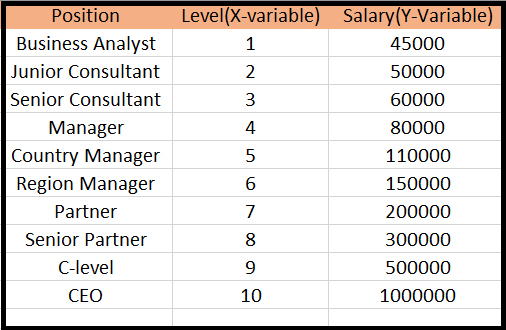 Position Level(X-variable) Salary(Y-Variable)
Business Analyst 1 45000
Junior Consultant 2 50000
Senior Consultant 3 60000
Manager 4 80000
Country Manager 5 110000
Region Manager 6 150000
Partner 7 200000
Senior Partner 8 300000
C-level 9 500000
CEO 10 1000000